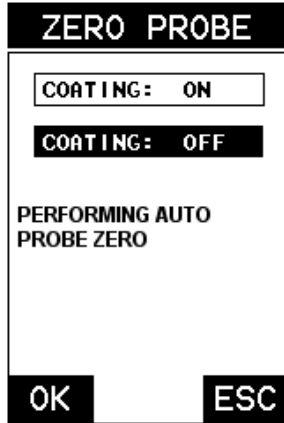 ZERO PROBE
COATING: ON
COATING: OFF
PERFORMING AUTO
PROBE ZERO
OK ESC